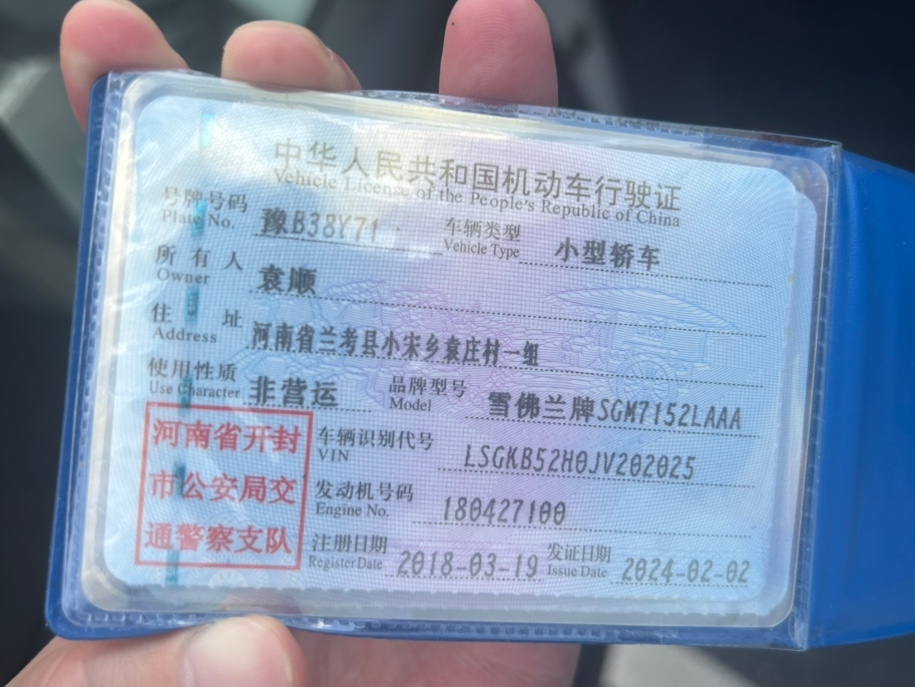 中华人民共和国机动车行驶证
Vehicle License of the People's Republic of China
号牌号码 豫B38Y71 车辆类型 小型轿车
Plate No. Vehicle Type
所有人 袁顺
Owner
住址 河南省兰考县小宋乡袁庄村一组
Address
使用性质 非营运 品牌型号 雪佛兰牌SGM7152LAAA
Use Character Model
河南省开封
市公安局交
通警察支队
车辆识别代号 LSGKB52H0JV202025
VIN
发动机号码 180427100
Engine No.
注册日期 2018-03-19 发证日期 2024-02-02
Register Date Issue Date